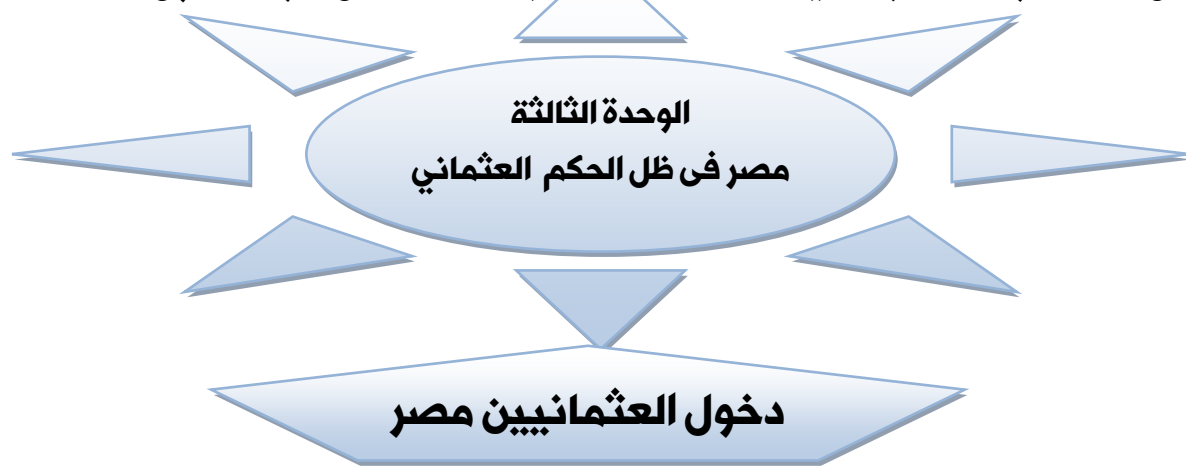 الوحدة الثالثة
مصر فى ظل الحكم العثماني
دخول العثمانيين مصر